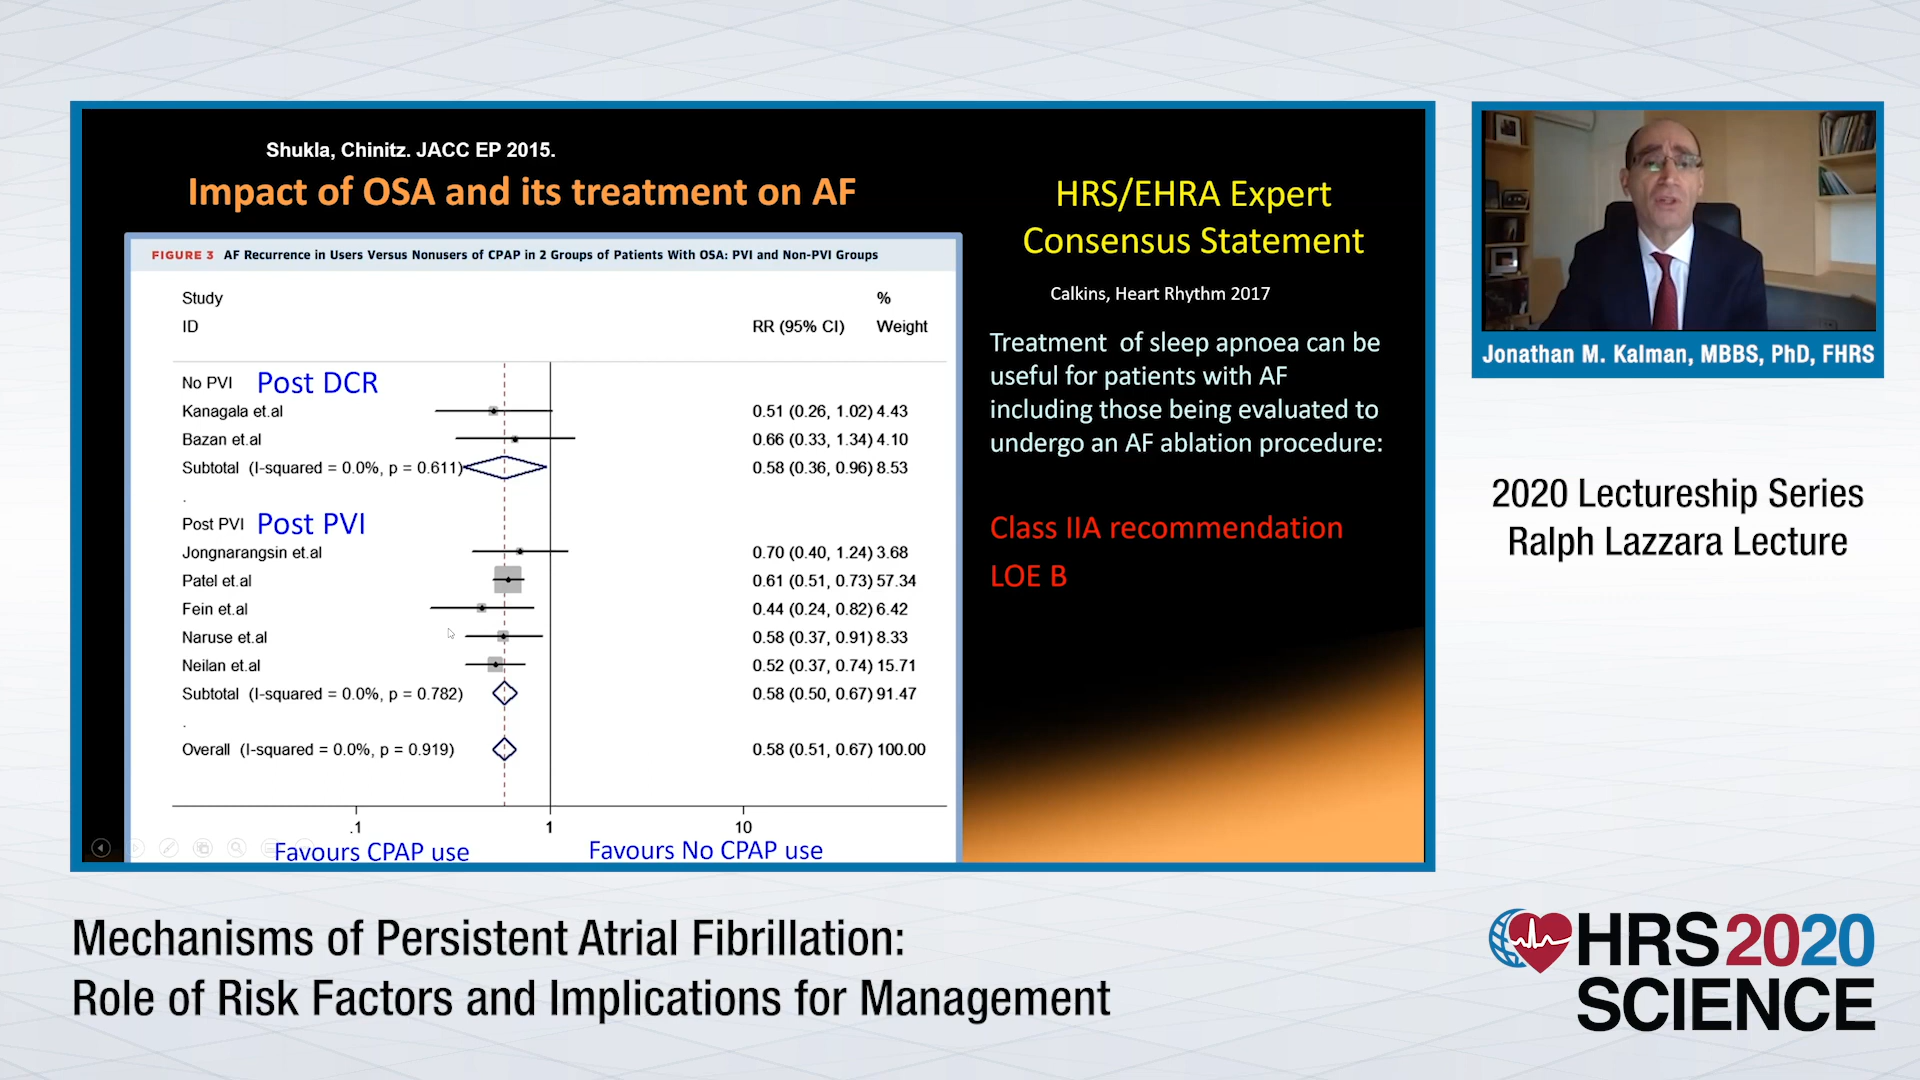 Shukla, Chinitz. JACC EP 2015.
Impact of OSA and its treatment on AF
FIGURE 3 AF Recurrence in Users Versus Nonusers of CPAP in 2 Groups of Patients With OSA: PVI and Non-PVI Groups
Study %
ID RR (95% CI) Weight
No PVI Post DCR
Kanagala et.al 0.51 (0.26, 1.02) 4.43
Bazan et.al 0.66 (0.33, 1.34) 4.10
Subtotal (I-squared = 0.0%, p = 0.611) 0.58 (0.36, 0.96) 8.53
.
Post PVI Post PVI
Jongnarangsin et.al 0.70 (0.40, 1.24) 3.68
Patel et.al 0.61 (0.51, 0.73) 57.34
Fein et.al 0.44 (0.24, 0.82) 6.42
Naruse et.al 0.58 (0.37, 0.91) 8.33
Neilan et.al 0.52 (0.37, 0.74) 15.71
Subtotal (I-squared = 0.0%, p = 0.782) 0.58 (0.50, 0.67) 91.47
.
Overall (I-squared = 0.0%, p = 0.919) 0.58 (0.51, 0.67) 100.00
.1 1 10
Favours CPAP use Favours No CPAP use
HRS/EHRA Expert
Consensus Statement
Calkins, Heart Rhythm 2017
Treatment of sleep apnoea can be
useful for patients with AF
including those being evaluated to
undergo an AF ablation procedure:
Class IIA recommendation
LOE B
Jonathan M. Kalman, MBBS, PhD, FHRS
2020 Lectureship Series
Ralph Lazzara Lecture
Mechanisms of Persistent Atrial Fibrillation:
Role of Risk Factors and Implications for Management
HRS2020
SCIENCE